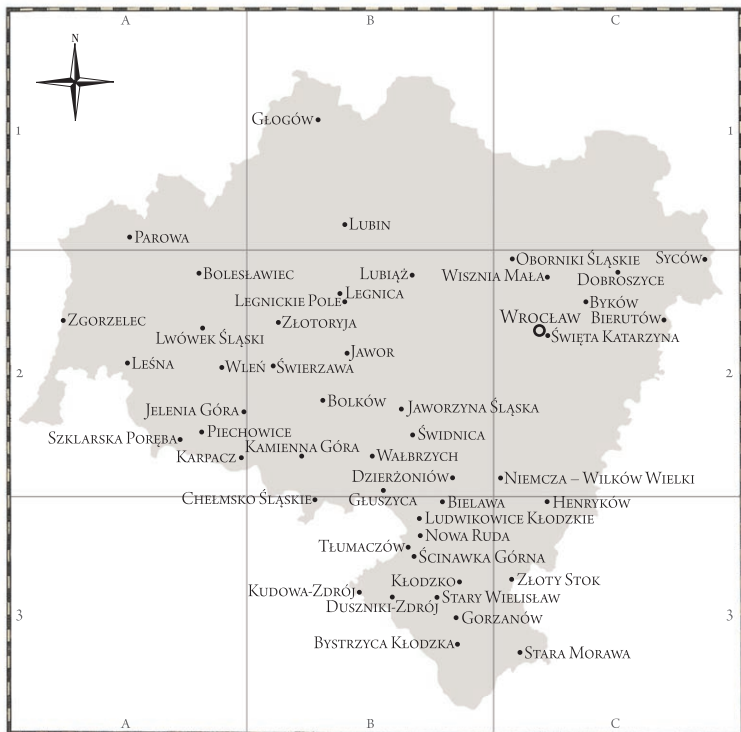 A B C
N
1 1
GŁOGÓW
LUBIN
PAROWA
OBORNIKI ŚLĄSKIE SYCÓW
BOLESŁAWIEC LUBIĄŻ WISZNIA MAŁA DOBROSZYCE
LEGNICA
LEGNICKIE POLE BYKÓW
ZGORZELEC ZŁOTORYJA WROCŁAW BIERUTÓW
LWÓWEK ŚLĄSKI ŚWIĘTA KATARZYNA
JAWOR
LEŚNA WLEŃ ŚWIERZAWA
2 2
BOLKÓW
JELENIA GÓRA JAWORZYNA ŚLĄSKA
PIECHOWICE ŚWIDNICA
SZKLARSKA PORĘBA
KAMIENNA GÓRA
KARPACZ WAŁBRZYCH
DZIERŻONIÓW NIEMCZA – WILKÓW WIELKI
CHEŁMSKO ŚLĄSKIE GŁUSZYCA BIELAWA HENRYKÓW
LUDWIKOWICE KŁODZKIE
NOWA RUDA
TŁUMACZÓW
ŚCINAWKA GÓRNA
KŁODZKO ZŁOTY STOK
KUDOWA-ZDRÓJ
DUSZNIKI-ZDRÓJ STARY WIELISŁAW
3 3
GORZANÓW
BYSTRZYCA KŁODZKA
STARA MORAWA
A B C